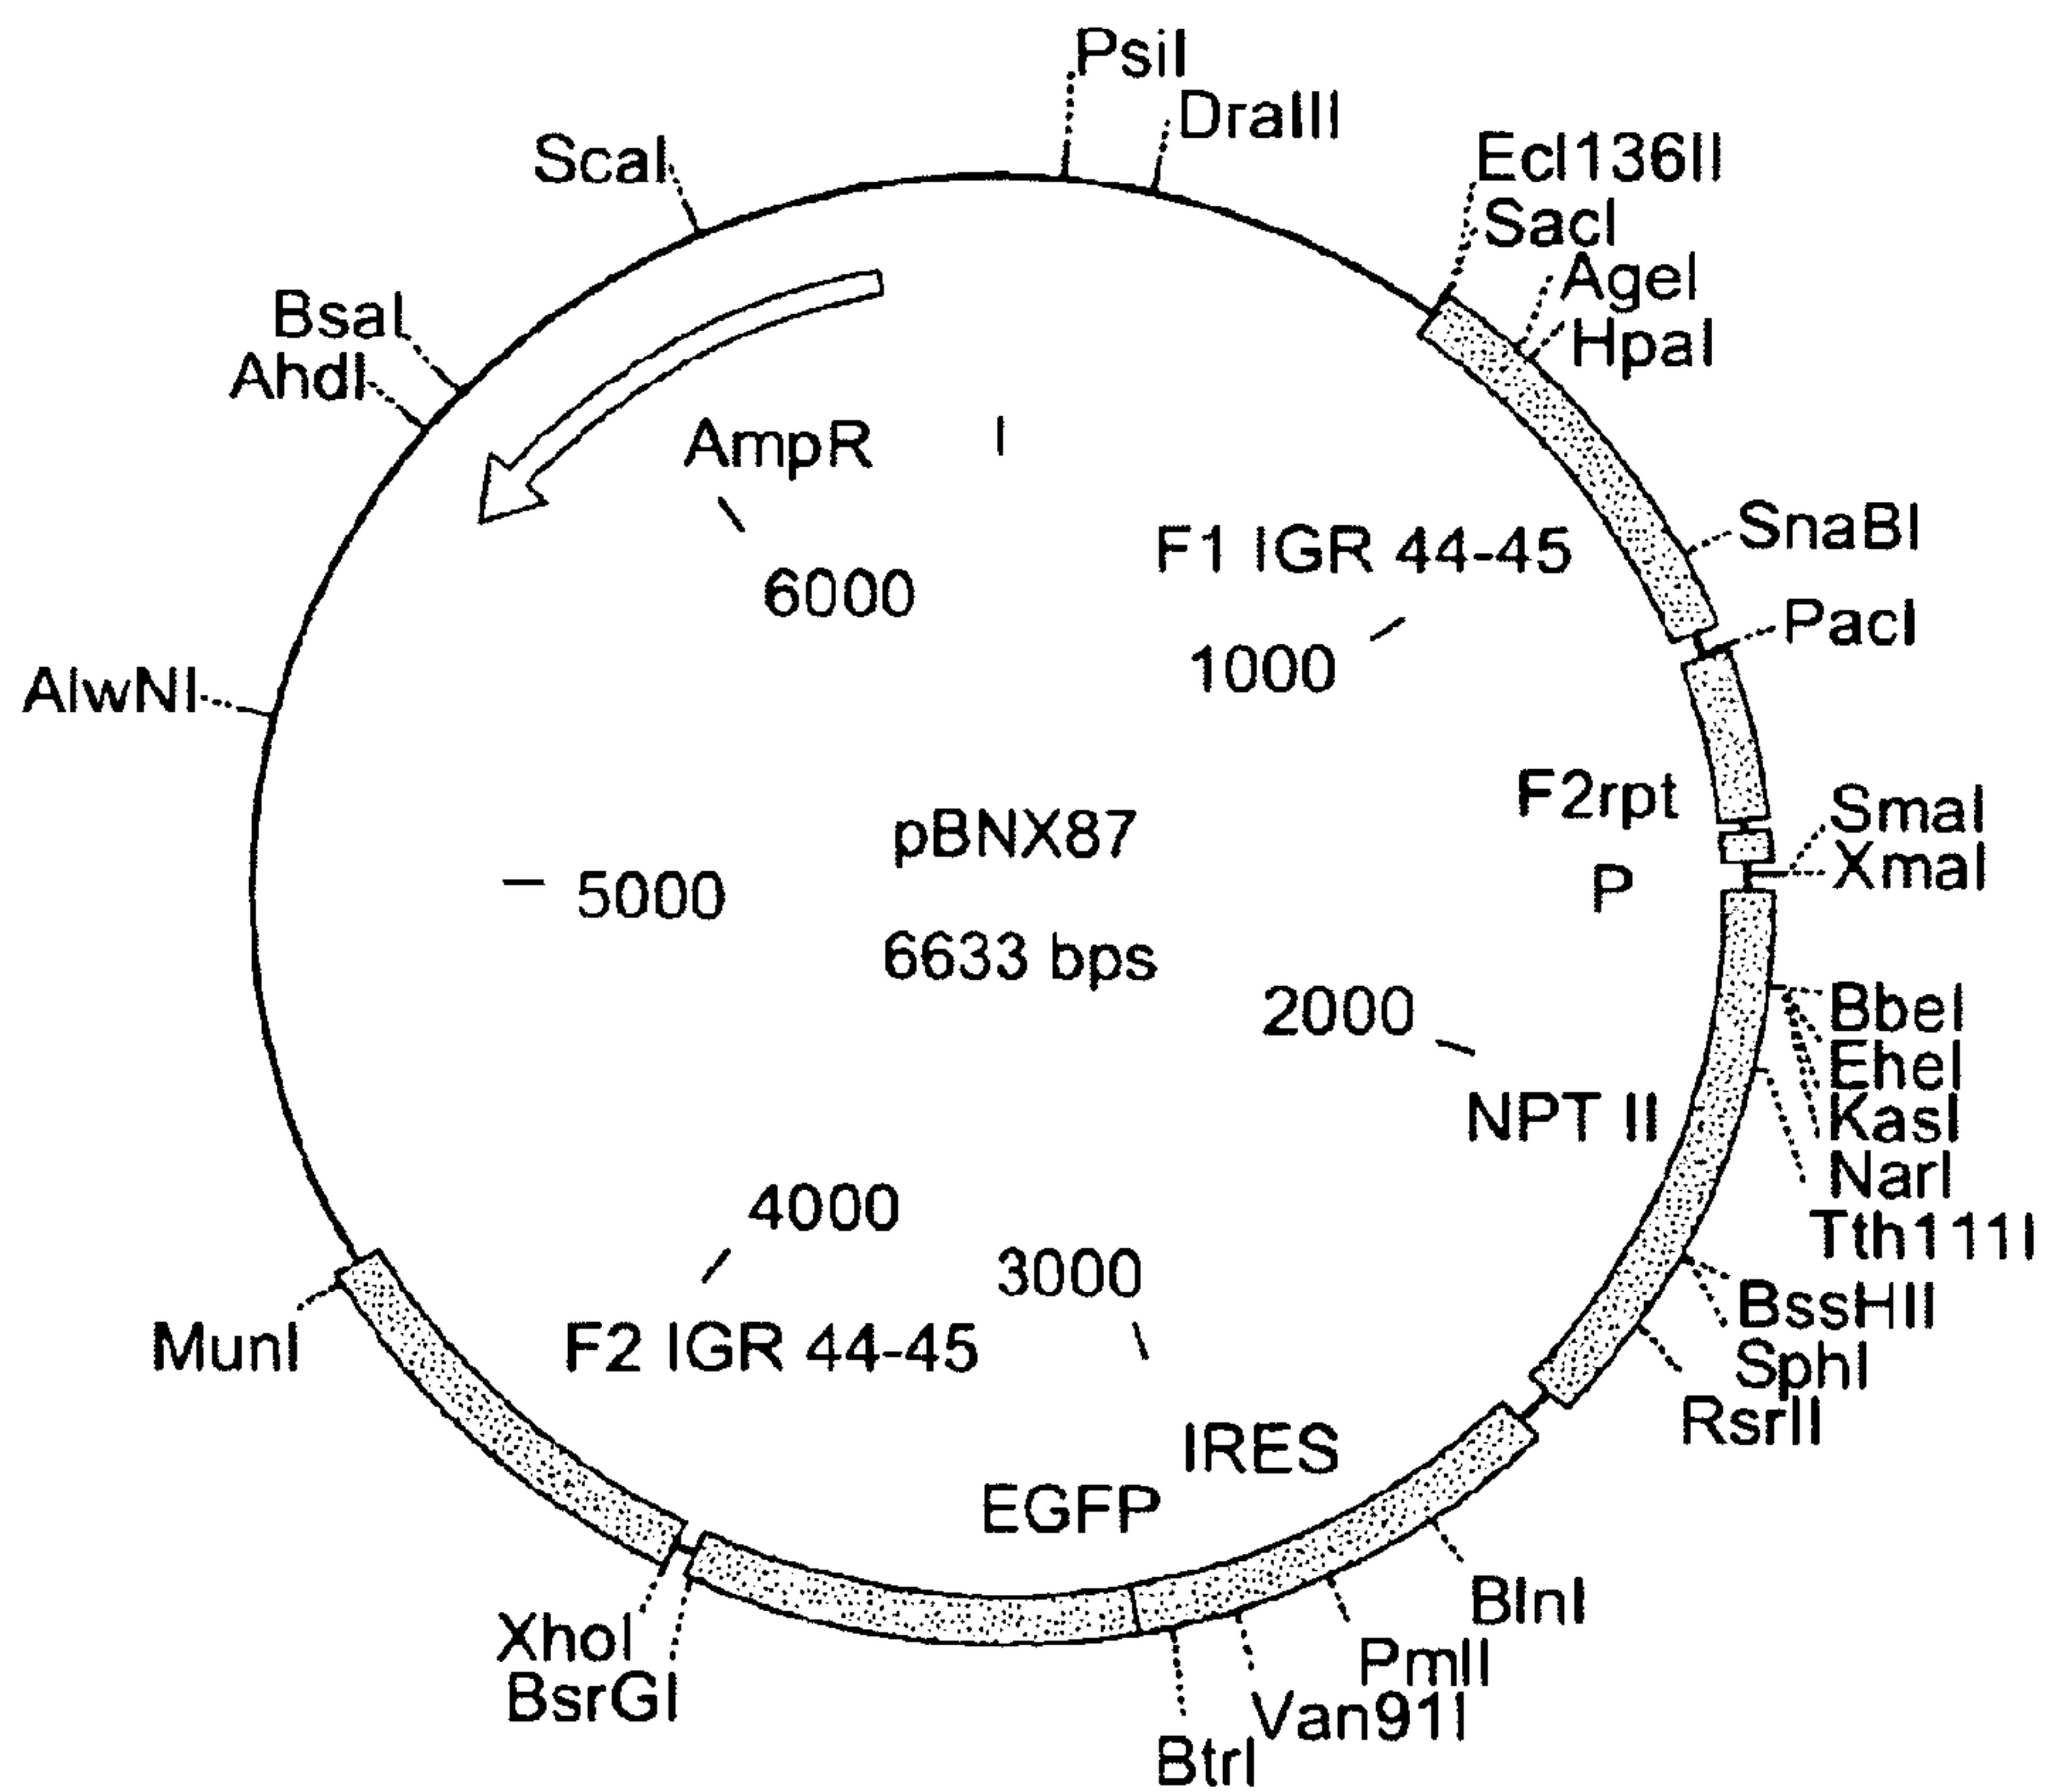 PsiI
DraIII
Ecl136II
SacI
AgeI
HpaI
SnaBI
PacI
SmaI
XmaI
BbeI
EheI
KasI
NarI
Tth111I
BssHII
SphI
RsrII
BlnI
PmlI
Van91I
BtrI
BsrGI
XhoI
MunI
AlwNI
AhdI
BsaI
ScaI
AmpR
I
6000
F1 IGR 44-45
1000
F2rpt
P
pBNX87
5000
6633 bps
2000
NPT II
4000
3000
F2 IGR 44-45
IRES
EGFP